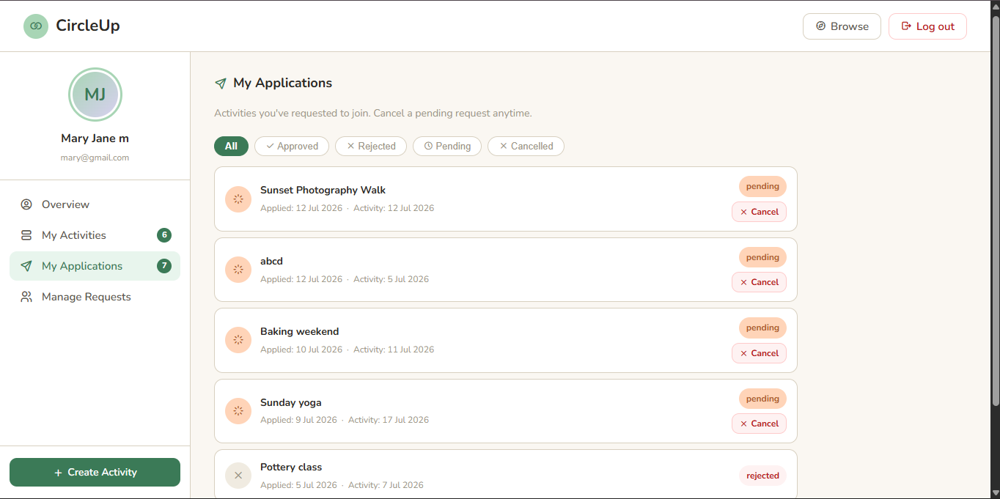 CircleUp
Browse
Log out
MJ
Mary Jane m
mary@gmail.com
Overview
My Activities 6
My Applications 7
Manage Requests
+ Create Activity
My Applications
Activities you've requested to join. Cancel a pending request anytime.
All Approved Rejected Pending Cancelled
Sunset Photography Walk
Applied: 12 Jul 2026 · Activity: 12 Jul 2026
pending
Cancel
abcd
Applied: 12 Jul 2026 · Activity: 5 Jul 2026
pending
Cancel
Baking weekend
Applied: 10 Jul 2026 · Activity: 11 Jul 2026
pending
Cancel
Sunday yoga
Applied: 9 Jul 2026 · Activity: 17 Jul 2026
pending
Cancel
Pottery class
Applied: 5 Jul 2026 · Activity: 7 Jul 2026
rejected